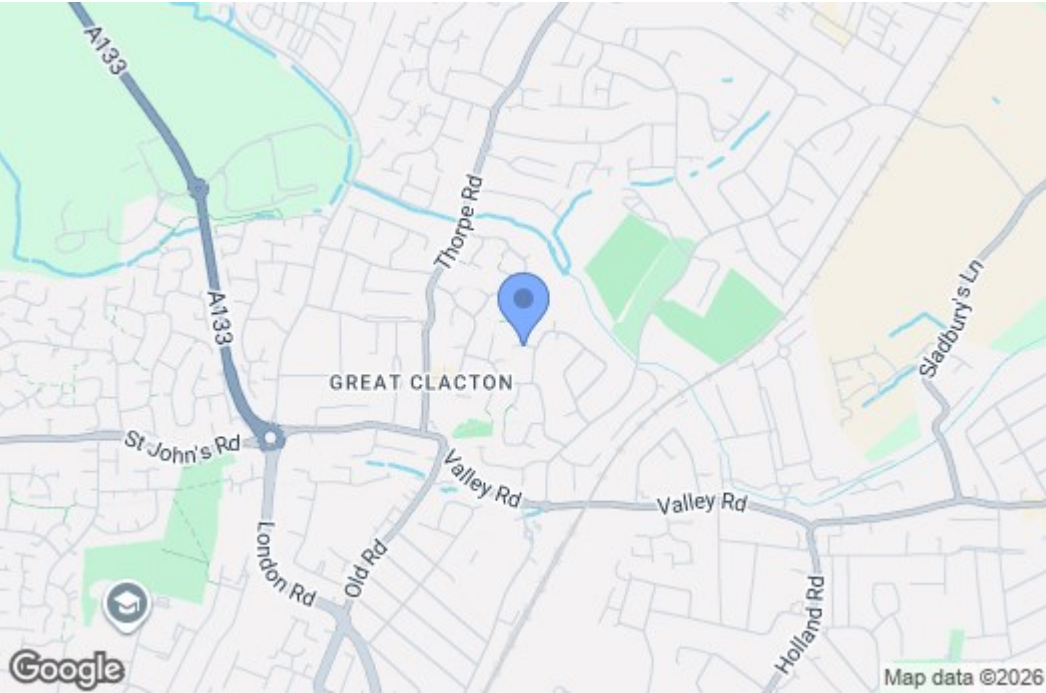 A133
Thorpe Rd
A133
Sladbury's Ln
GREAT CLACTON
St John's Rd
Valley Rd
Valley Rd
London Rd
Old Rd
Holland Rd
Google
Map data ©2026